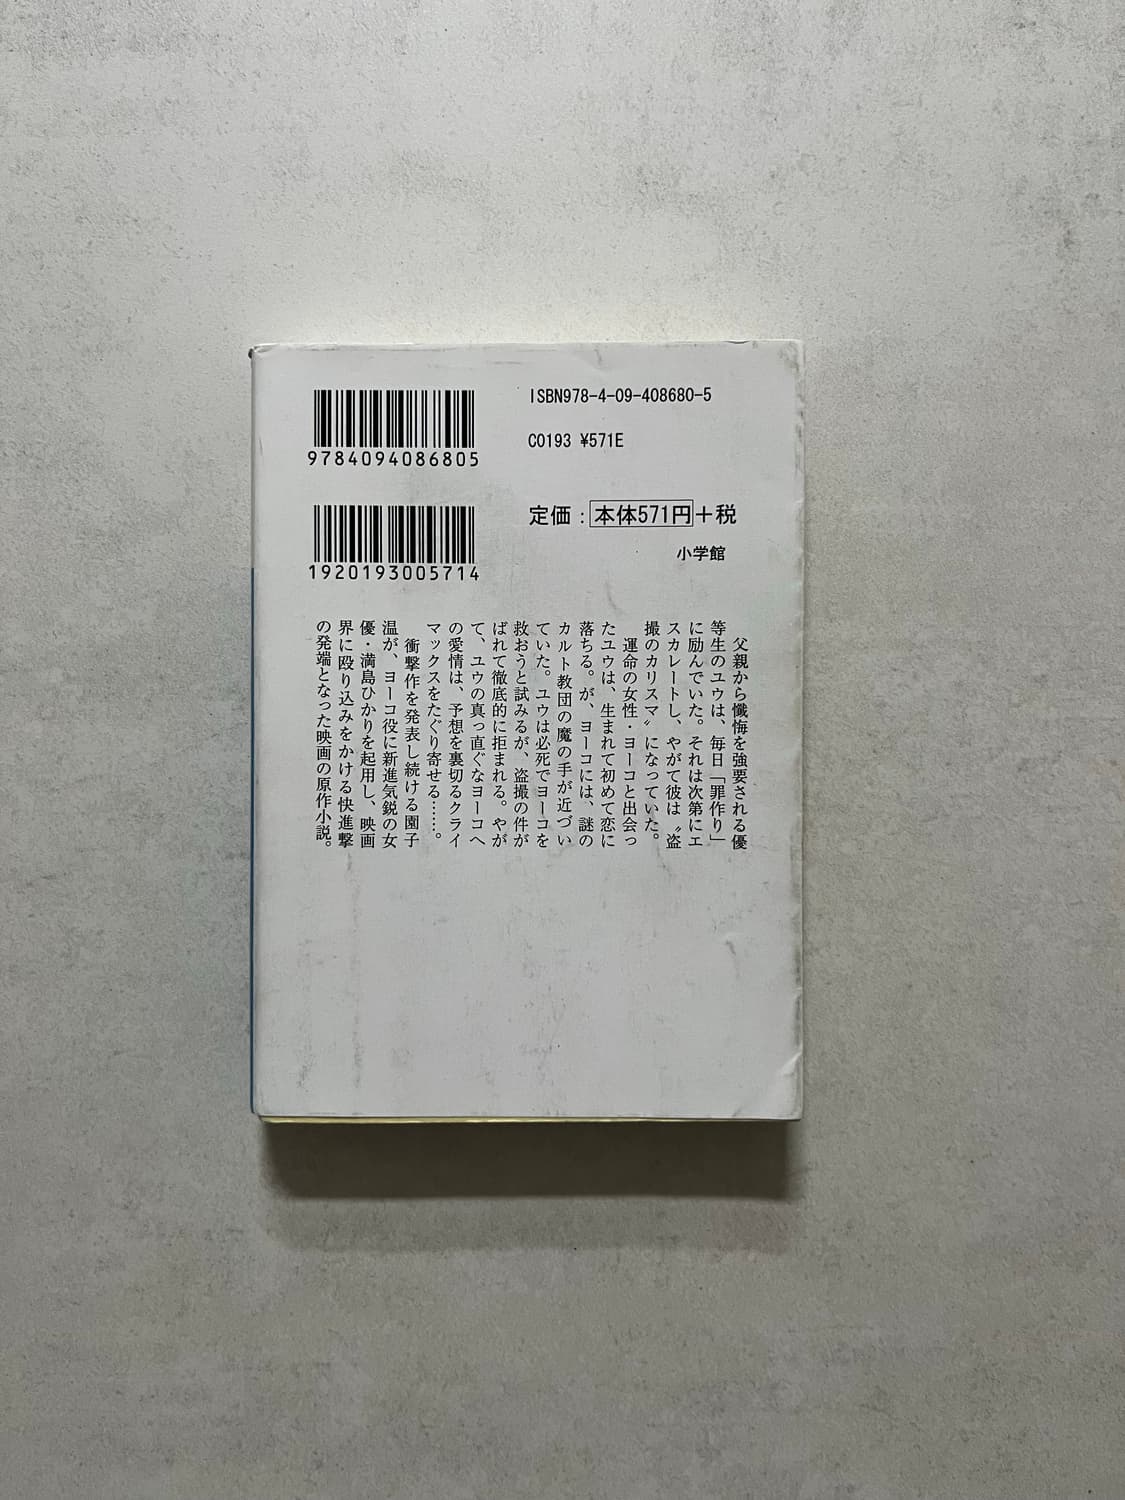 9784094086805
ISBN978-4-09-408680-5
C0193 ¥571E
1920193005714
定価：本体571円＋税
小学館
父親から懺悔を強要される優
等生のユウは、毎日「罪作り」
に励んでいた。それは次第にエ
スカレートし、やがて彼は〝盗
撮のカリスマ〟になっていた。
運命の女性・ヨーコと出会っ
たユウは、生まれて初めて恋に
落ちる。が、ヨーコには、謎の
カルト教団の魔の手が近づい
ていた。ユウは必死でヨーコを
救おうと試みるが、盗撮の件が
ばれて徹底的に拒まれる。やが
て、ユウの真っ直ぐなヨーコへ
の愛情は、予想を裏切るクライ
マックスをたぐり寄せる……。
衝撃作を発表し続ける園子
温が、ヨーコ役に新進気鋭の女
優・満島ひかりを起用し、映画
界に殴り込みをかける快進撃
の発端となった映画の原作小説。